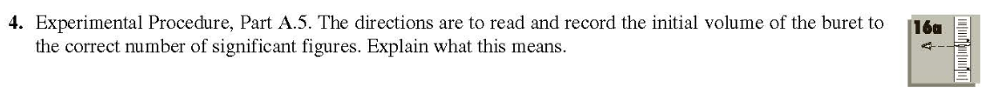 4. Experimental Procedure, Part A.5. The directions are to read and record the initial volume of the buret to
the correct number of significant figures. Explain what this means.
16a